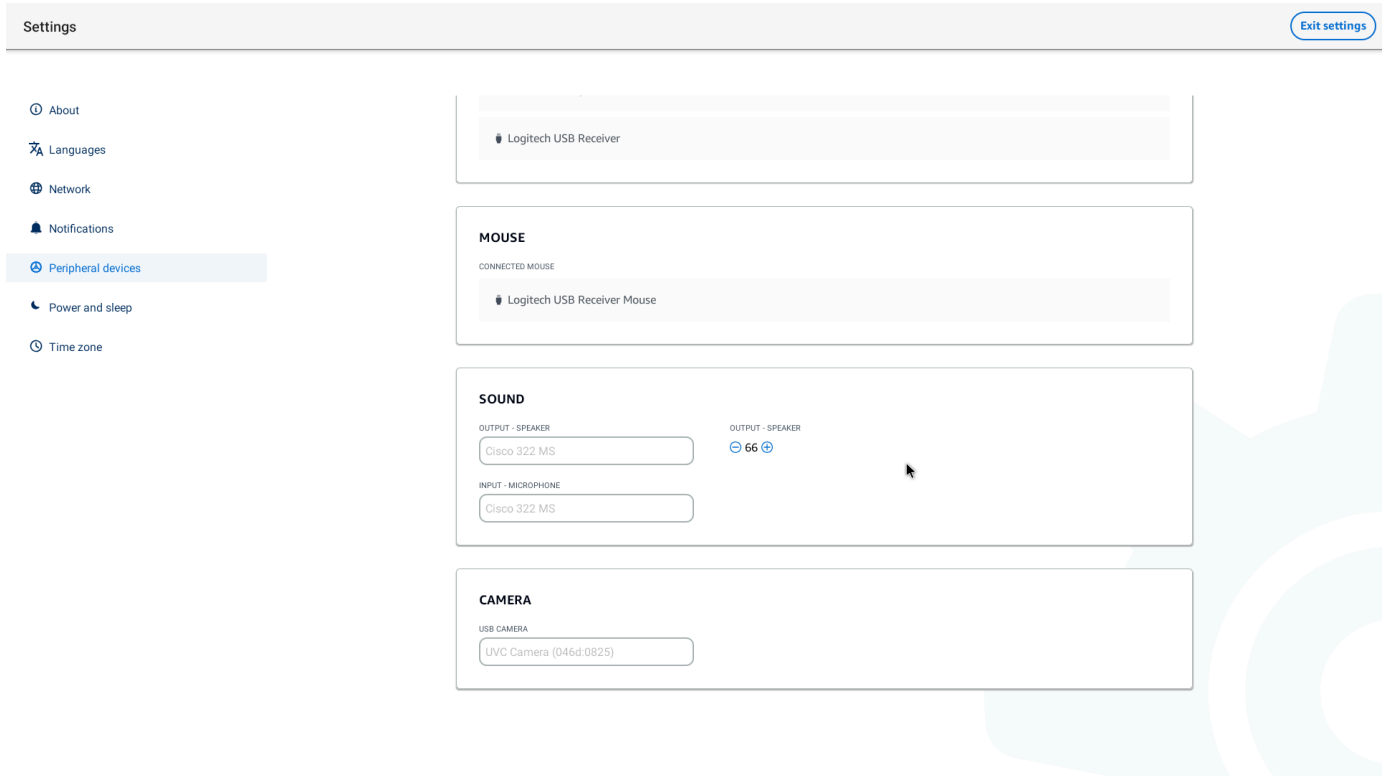 Settings
Exit settings
About
Languages
Network
Notifications
Peripheral devices
Power and sleep
Time zone
Logitech USB Receiver
MOUSE
CONNECTED MOUSE
Logitech USB Receiver Mouse
SOUND
OUTPUT - SPEAKER
OUTPUT - SPEAKER
Cisco 322 MS
66
INPUT - MICROPHONE
Cisco 322 MS
CAMERA
USB CAMERA
UVC Camera (046d:0825)